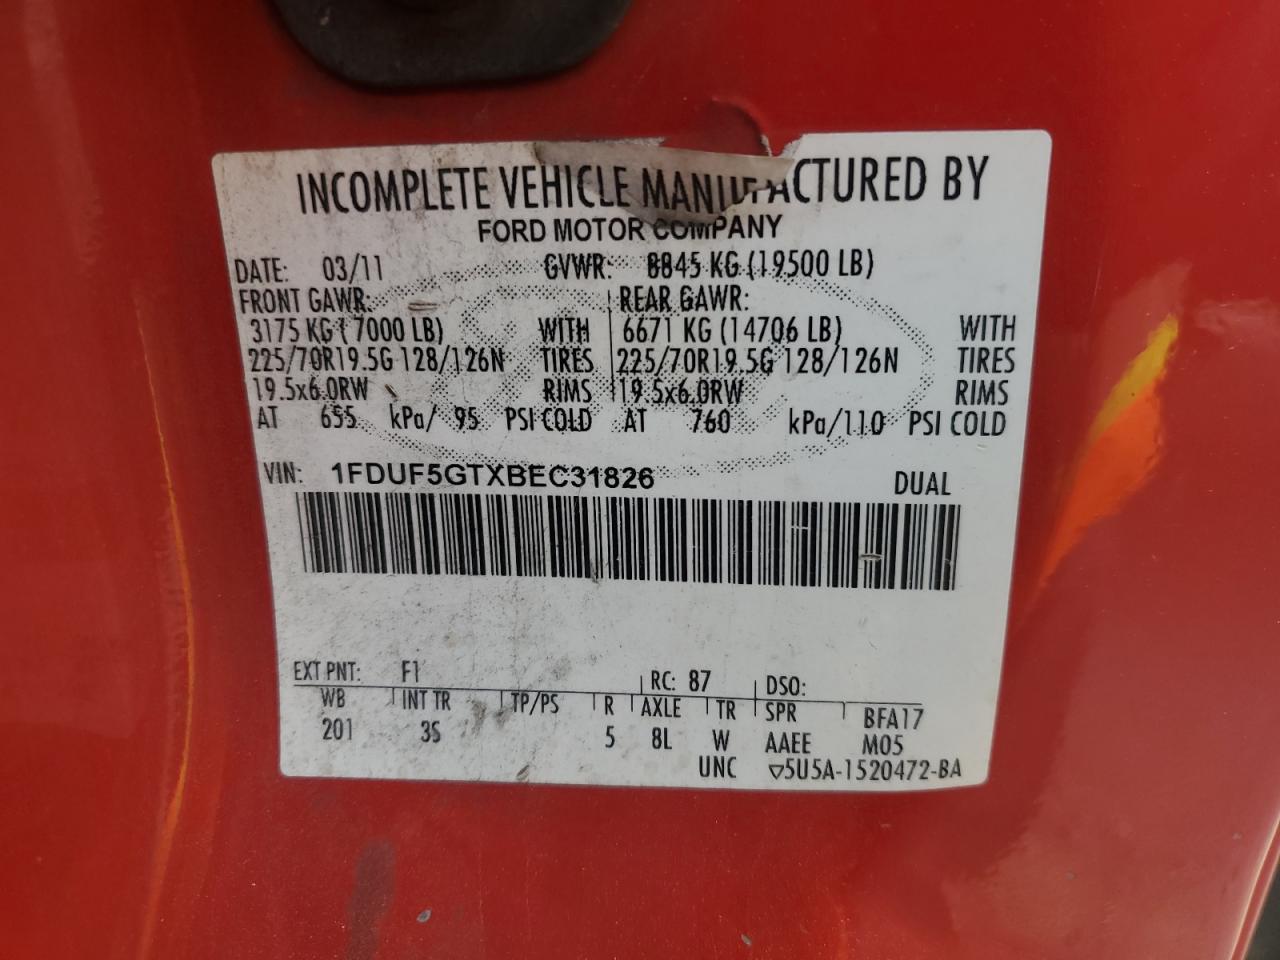 INCOMPLETE VEHICLE MANUFACTURED BY
FORD MOTOR COMPANY
DATE: 03/11 GVWR: 8845 KG (19500 LB)
FRONT GAWR: REAR GAWR:
3175 KG ( 7000 LB) WITH 6671 KG (14706 LB) WITH
225/70R19.5G 128/126N TIRES 225/70R19.5G 128/126N TIRES
19.5x6.0RW RIMS 19.5x6.0RW RIMS
AT 655 kPa/ 95 PSI COLD AT 760 kPa/110 PSI COLD
VIN: 1FDUF5GTXBEC31826 DUAL
EXT PNT: F1 RC: 87 DSO:
WB INT TR TP/PS R AXLE TR SPR BFA17
201 3S 5 8L W AAEE M05
UNC ▽5U5A-1520472-BA